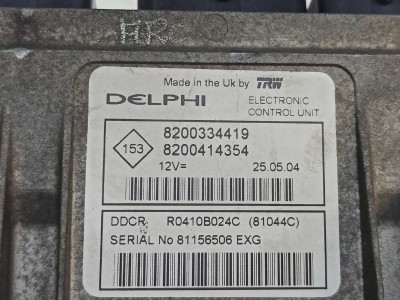 Made in the Uk by TRW
DELPHI ELECTRONIC
CONTROL UNIT
153
8200334419
8200414354
12V= 25.05.04
DDCR R0410B024C (81044C)
SERIAL No 81156506 EXG